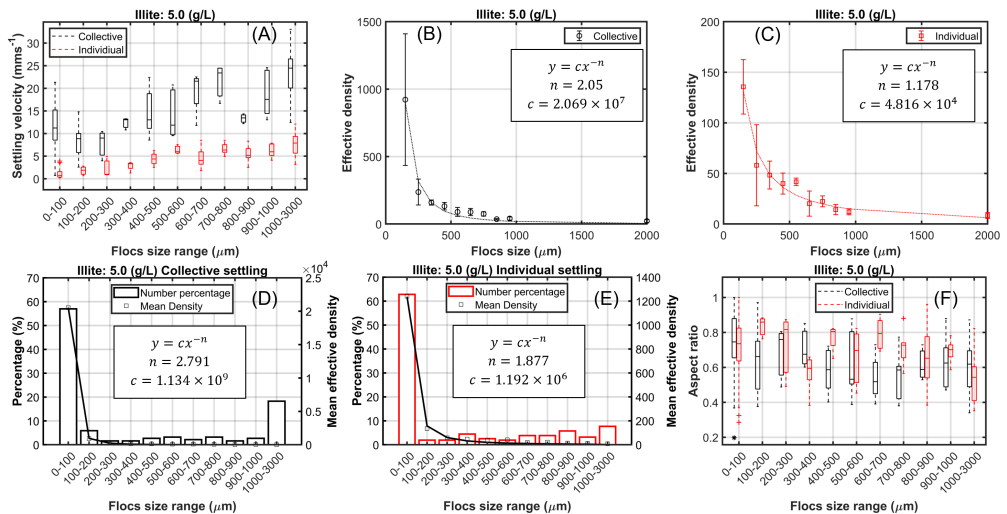 Illite: 5.0 (g/L)
(A)
Collective
Individiual
Settling velocity (mms⁻¹)
35
30
25
20
15
10
5
0
0-100
100-200
200-300
300-400
400-500
500-600
600-700
700-800
800-900
900-1000
1000-3000
Flocs size range (μm)
Illite: 5.0 (g/L)
(B)
Collective
y = cx⁻ⁿ
n = 2.05
c = 2.069 × 10⁷
Effective density
1500
1000
500
0
0
500
1000
1500
2000
Flocs size (μm)
Illite: 5.0 (g/L)
(C)
Individual
y = cx⁻ⁿ
n = 1.178
c = 4.816 × 10⁴
Effective density
200
150
100
50
0
0
500
1000
1500
2000
Flocs size (μm)
Illite: 5.0 (g/L) Collective settling
×10⁴
(D)
Number percentage
Mean Density
y = cx⁻ⁿ
n = 2.791
c = 1.134 × 10⁹
Percentage (%)
70
60
50
40
30
20
10
0
Mean effective density
3.0
2.5
2.0
1.5
1.0
0.5
0
0-100
100-200
200-300
300-400
400-500
500-600
600-700
700-800
800-900
900-1000
1000-3000
Flocs size range (μm)
Illite: 5.0 (g/L) Individual settling
(E)
Number percentage
Mean Density
y = cx⁻ⁿ
n = 1.877
c = 1.192 × 10⁶
Percentage (%)
70
60
50
40
30
20
10
0
Mean effective density
1400
1200
1000
800
600
400
200
0
0-100
100-200
200-300
300-400
400-500
500-600
600-700
700-800
800-900
900-1000
1000-3000
Flocs size range (μm)
Illite: 5.0 (g/L)
(F)
Collective
Individual
Aspect ratio
1
0.8
0.6
0.4
0.2
0-100
100-200
200-300
300-400
400-500
500-600
600-700
700-800
800-900
900-1000
1000-3000
Flocs size range (μm)